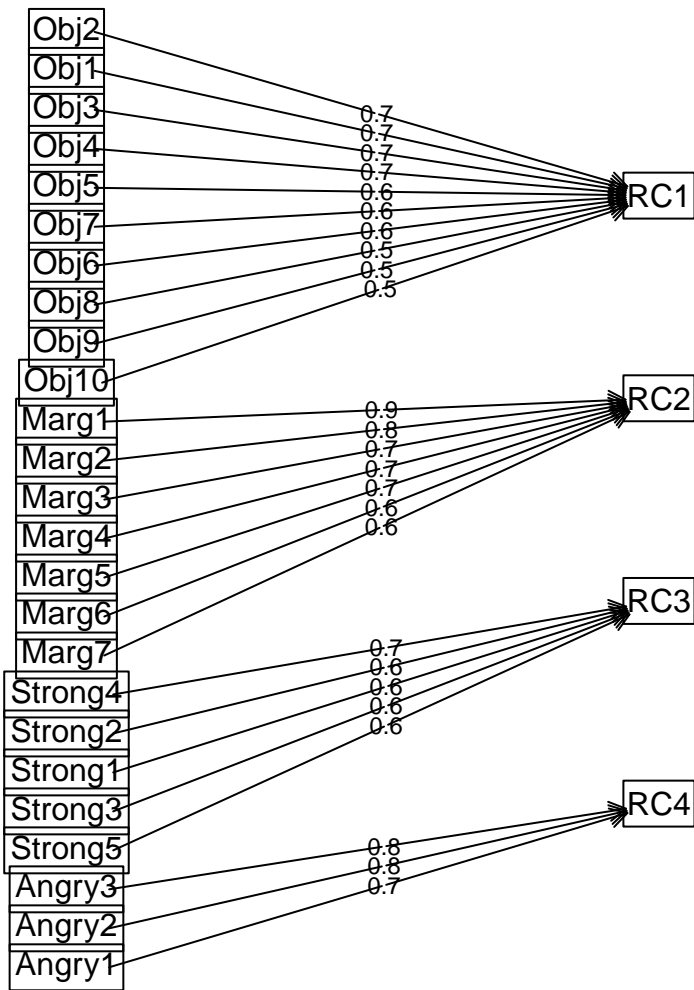 Obj2
Obj1
Obj3
Obj4
Obj5
Obj7
Obj6
Obj8
Obj9
Obj10
Marg1
Marg2
Marg3
Marg4
Marg5
Marg6
Marg7
Strong4
Strong2
Strong1
Strong3
Strong5
Angry3
Angry2
Angry1
0.7
0.7
0.7
0.7
0.6
0.6
0.6
0.5
0.5
0.5
0.9
0.8
0.7
0.7
0.7
0.6
0.6
0.7
0.6
0.6
0.6
0.6
0.8
0.8
0.7
RC1
RC2
RC3
RC4